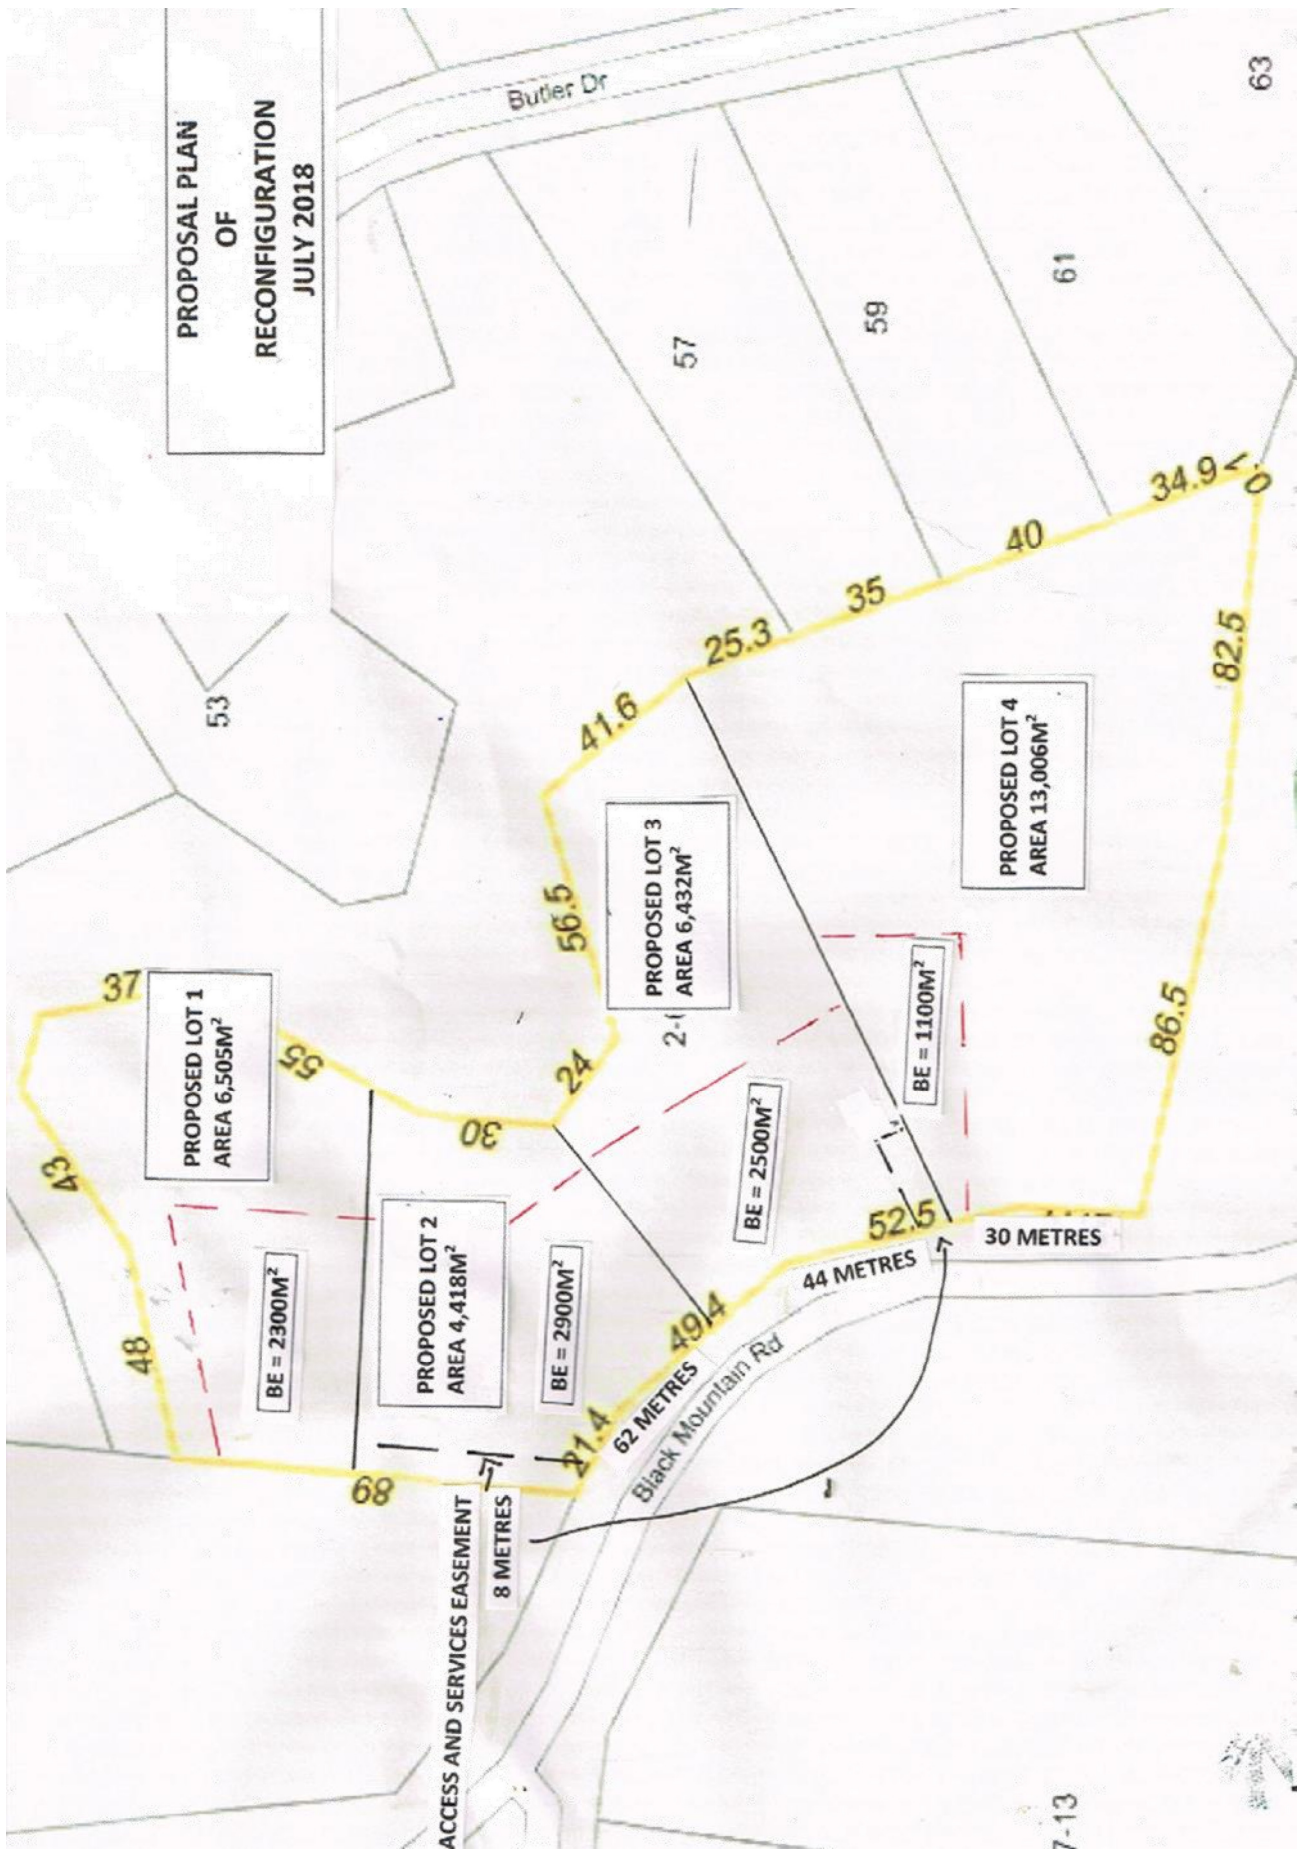 PROPOSAL PLAN
OF
RECONFIGURATION
JULY 2018
Butler Dr
63
61
59
57
53
37
PROPOSED LOT 1
AREA 6,505M²
55
43
48
BE = 2300M²
30
24
56.5
41.6
25.3
35
40
34.9
82.5
86.5
PROPOSED LOT 2
AREA 4,418M²
BE = 2900M²
PROPOSED LOT 3
AREA 6,432M²
BE = 2500M²
PROPOSED LOT 4
AREA 13,006M²
BE = 1100M²
89
21.4
49.4
52.5
62 METRES
44 METRES
30 METRES
Black Mountain Rd
ACCESS AND SERVICES EASEMENT
8 METRES
7-13